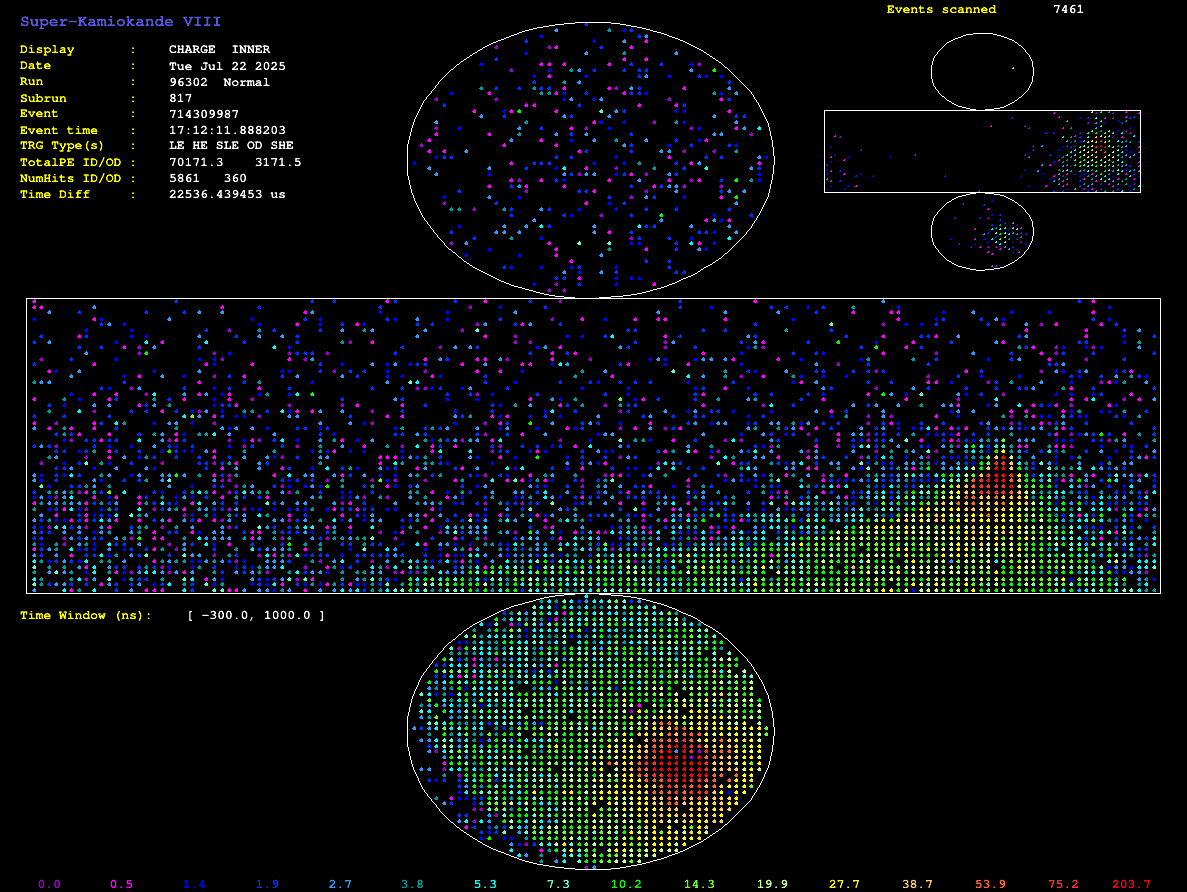 Super-Kamiokande VIII
Events scanned 7461
Display : CHARGE INNER
Date : Tue Jul 22 2025
Run : 96302 Normal
Subrun : 817
Event : 714309987
Event time : 17:12:11.888203
TRG Type(s) : LE HE SLE OD SHE
TotalPE ID/OD : 70171.3 3171.5
NumHits ID/OD : 5861 360
Time Diff : 22536.439453 us
Time Window (ns): [ -300.0, 1000.0 ]
0.0 0.5 1.4 1.9 2.7 3.8 5.3 7.3 10.2 14.3 19.9 27.7 38.7 53.9 75.2 203.7